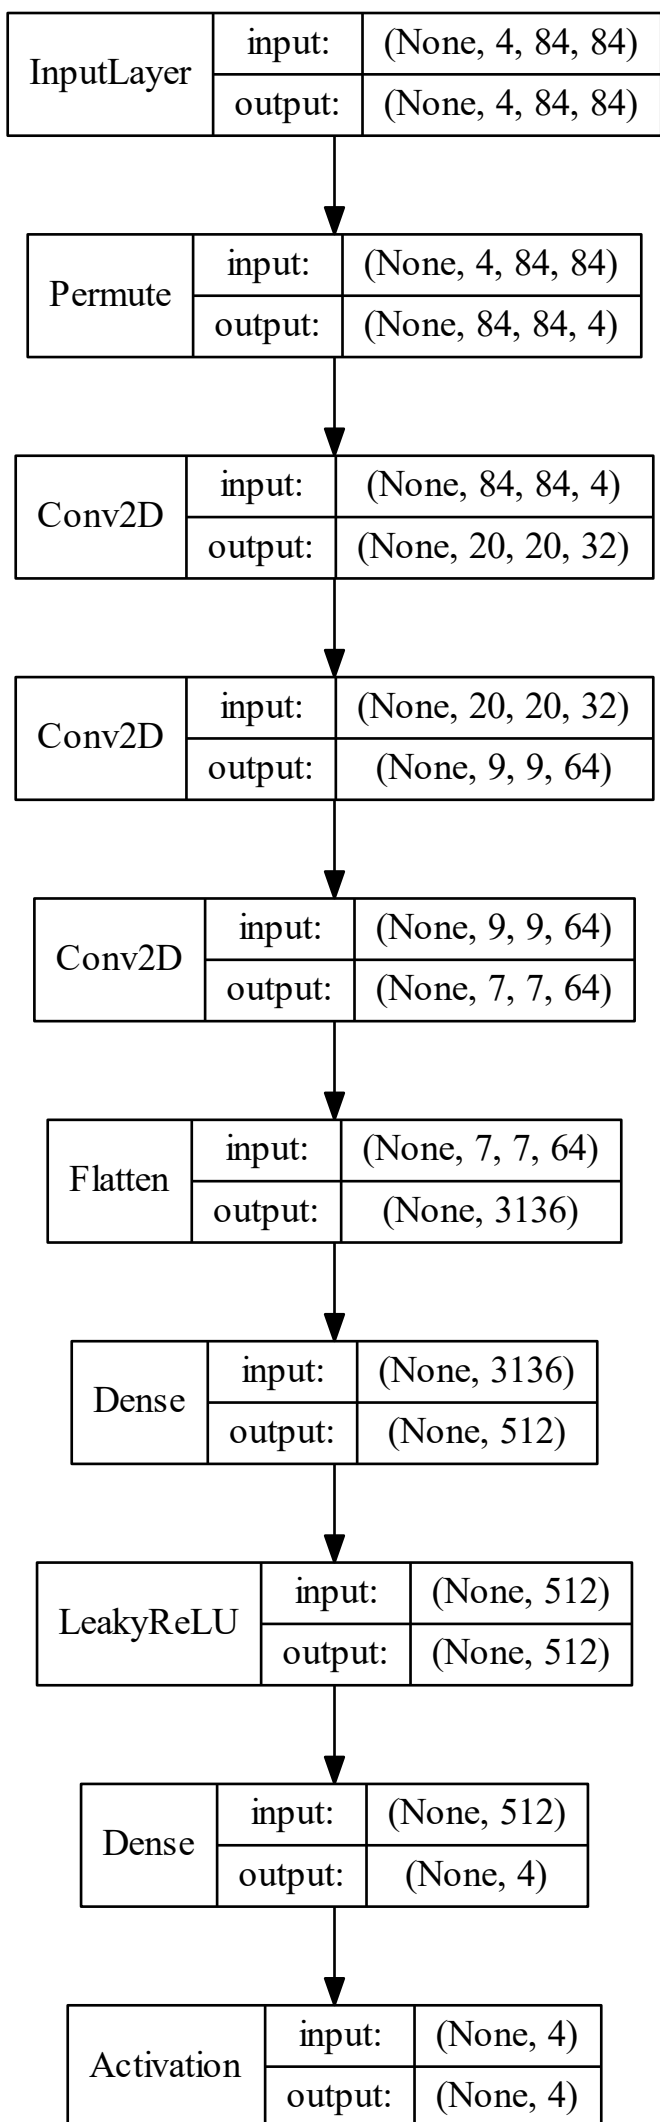 InputLayer
input: (None, 4, 84, 84)
output: (None, 4, 84, 84)
Permute
input: (None, 4, 84, 84)
output: (None, 84, 84, 4)
Conv2D
input: (None, 84, 84, 4)
output: (None, 20, 20, 32)
Conv2D
input: (None, 20, 20, 32)
output: (None, 9, 9, 64)
Conv2D
input: (None, 9, 9, 64)
output: (None, 7, 7, 64)
Flatten
input: (None, 7, 7, 64)
output: (None, 3136)
Dense
input: (None, 3136)
output: (None, 512)
LeakyReLU
input: (None, 512)
output: (None, 512)
Dense
input: (None, 512)
output: (None, 4)
Activation
input: (None, 4)
output: (None, 4)